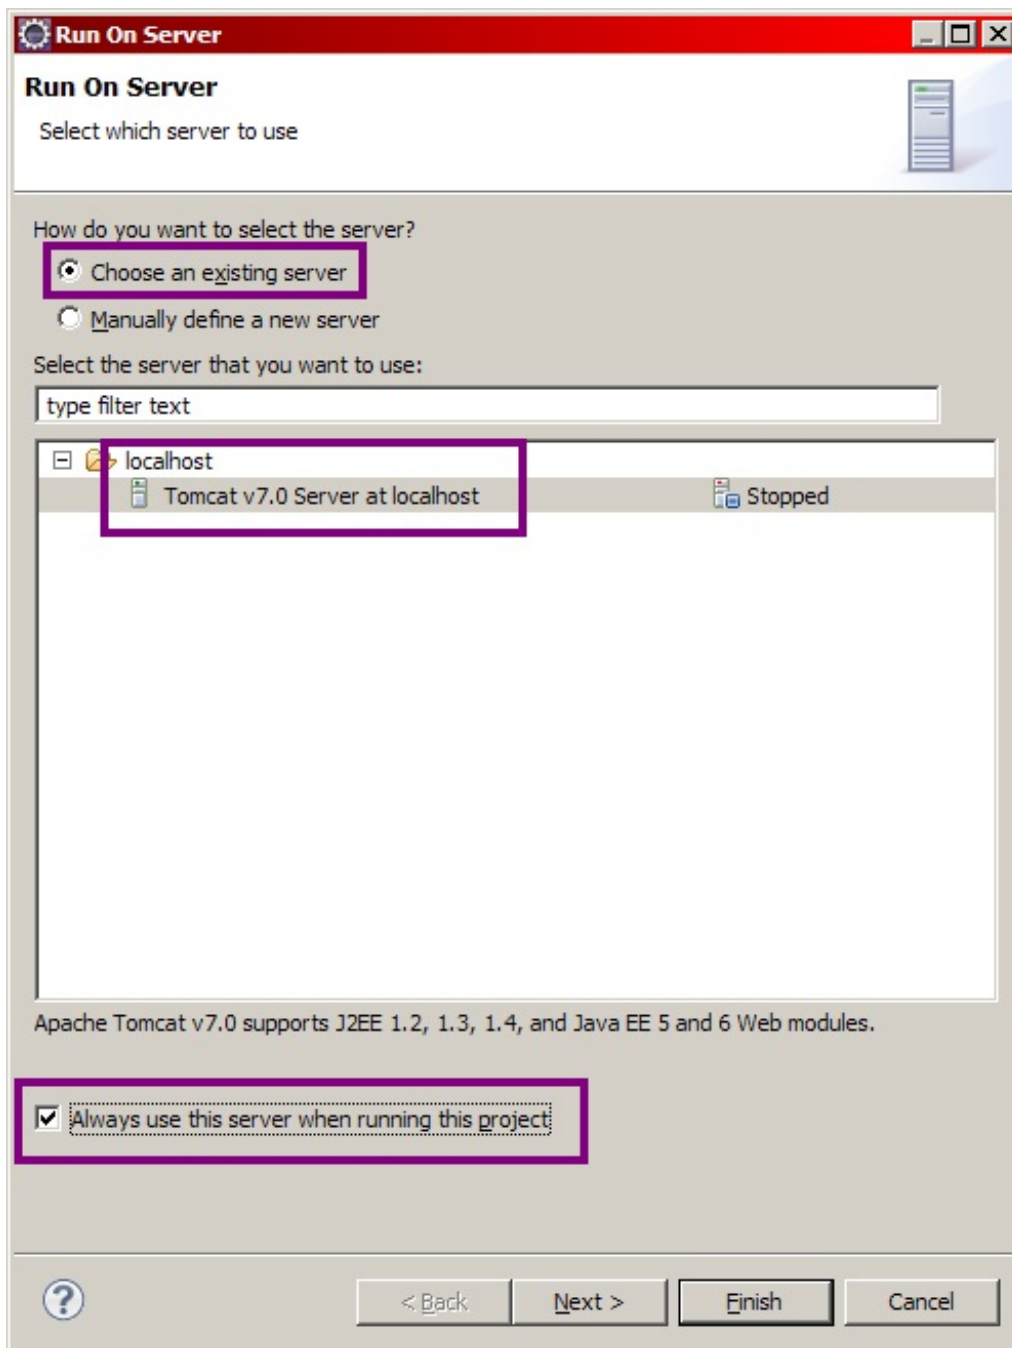 Run On Server
Run On Server
Select which server to use
How do you want to select the server?
Choose an existing server
Manually define a new server
Select the server that you want to use:
type filter text
localhost
Tomcat v7.0 Server at localhost Stopped
Apache Tomcat v7.0 supports J2EE 1.2, 1.3, 1.4, and Java EE 5 and 6 Web modules.
Always use this server when running this project
? < Back Next > Finish Cancel